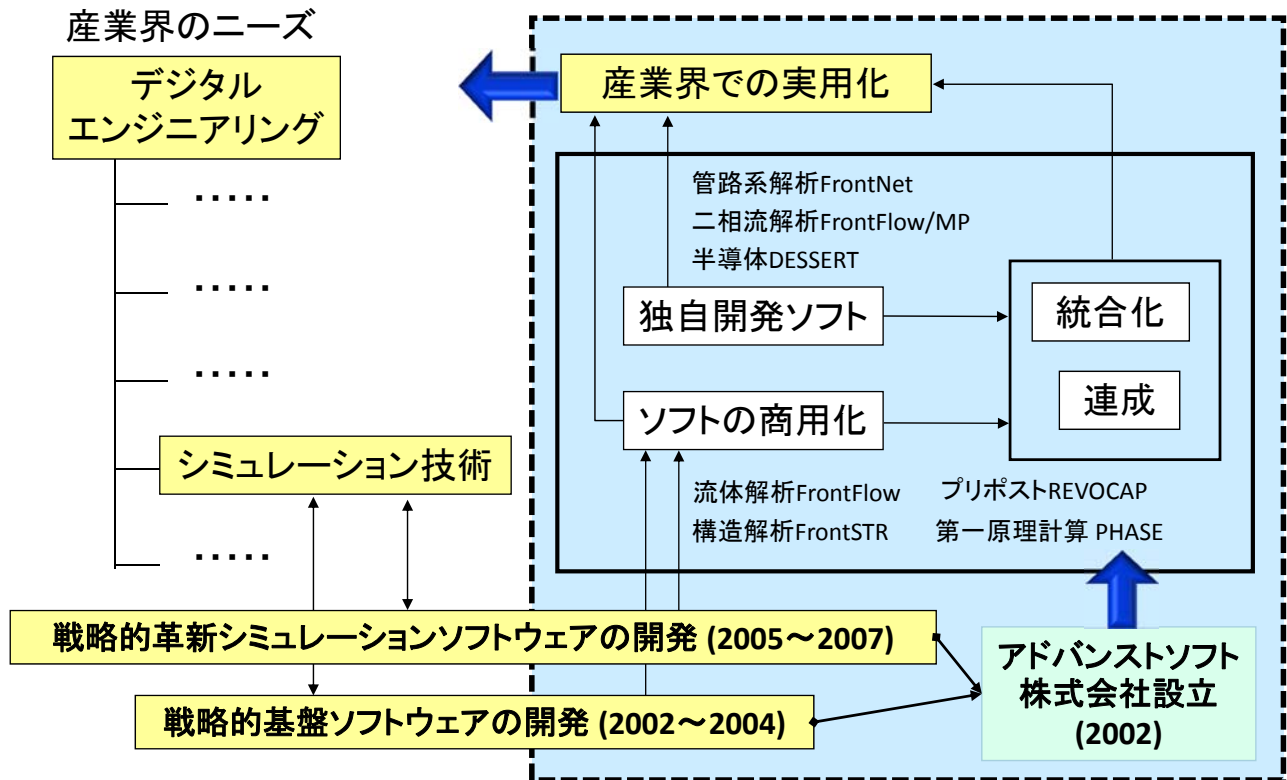 産業界のニーズ
デジタル
エンジニアリング
・・・・・
・・・・・
・・・・・
シミュレーション技術
・・・・・
産業界での実用化
管路系解析FrontNet
二相流解析FrontFlow/MP
半導体DESSERT
独自開発ソフト
統合化
連成
ソフトの商用化
流体解析FrontFlow
プリポストREVOCAP
構造解析FrontSTR
第一原理計算 PHASE
戦略的革新シミュレーションソフトウェアの開発 (2005～2007)
戦略的基盤ソフトウェアの開発 (2002～2004)
アドバンストソフト
株式会社設立
(2002)